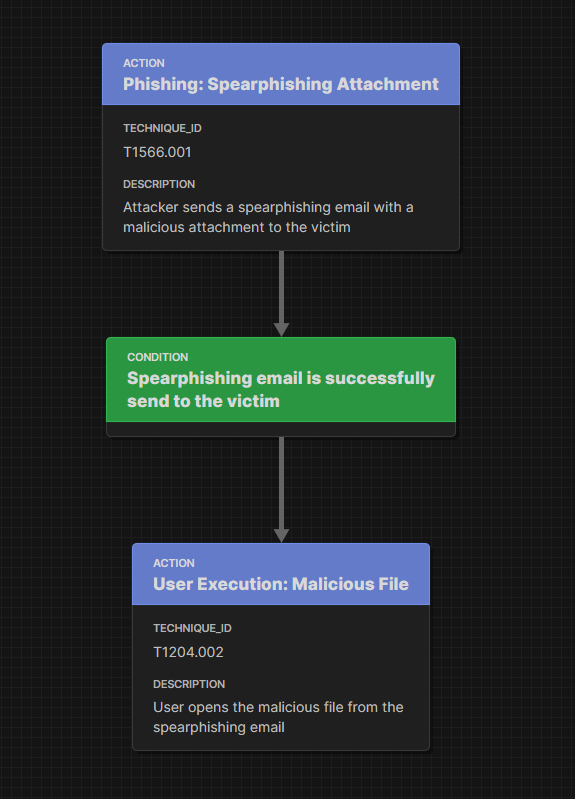 ACTION
Phishing: Spearphishing Attachment
TECHNIQUE_ID
T1566.001
DESCRIPTION
Attacker sends a spearphishing email with a
malicious attachment to the victim
CONDITION
Spearphishing email is successfully
send to the victim
ACTION
User Execution: Malicious File
TECHNIQUE_ID
T1204.002
DESCRIPTION
User opens the malicious file from the
spearphishing email